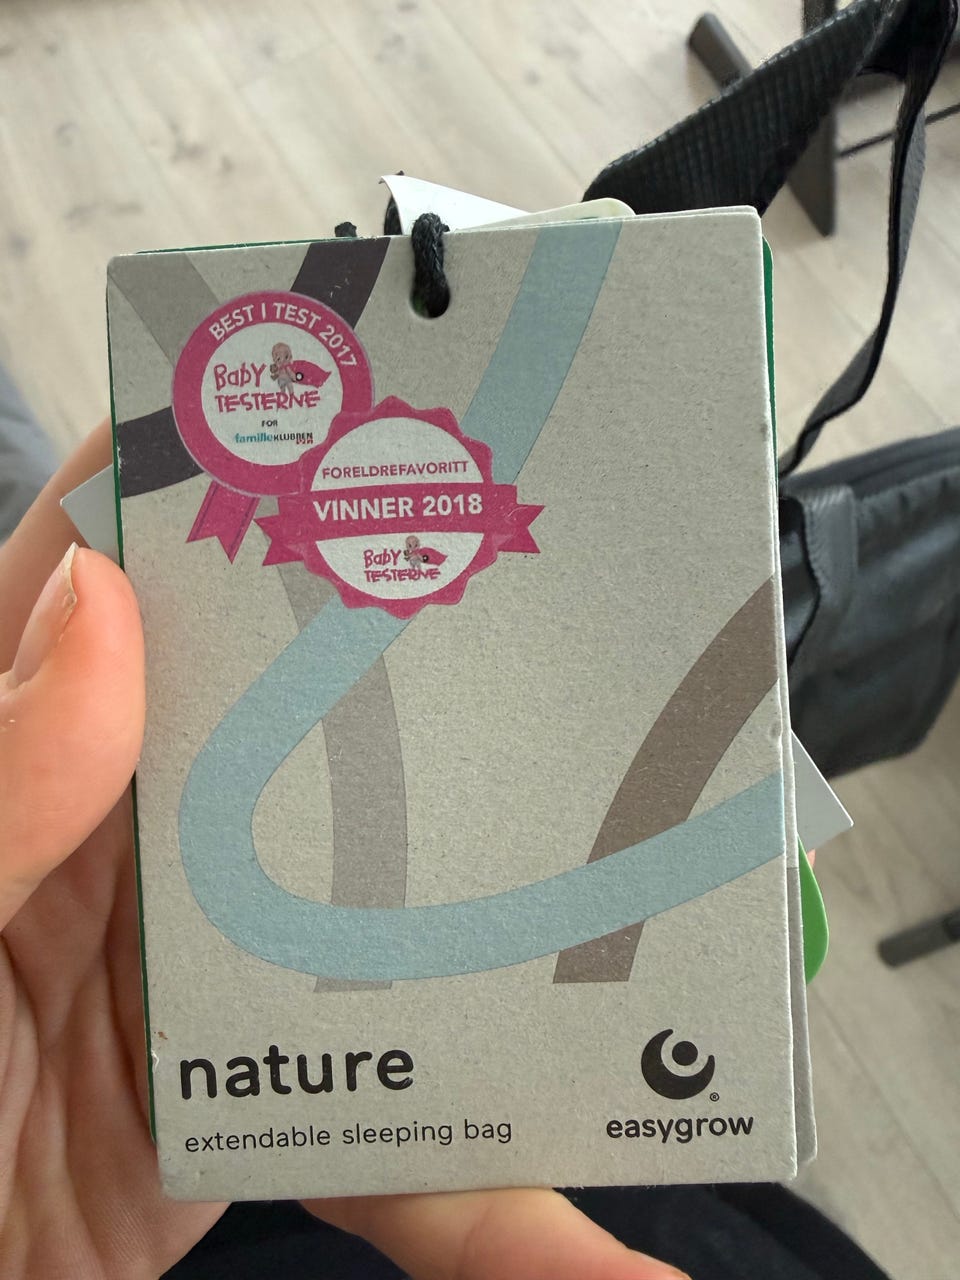 BEST I TEST 2017
Baby
TESTERNE
FOR
familieKLUBBEN
FORELDREFAVORITT
VINNER 2018
Baby
TESTERNE
nature
extendable sleeping bag
®
easygrow